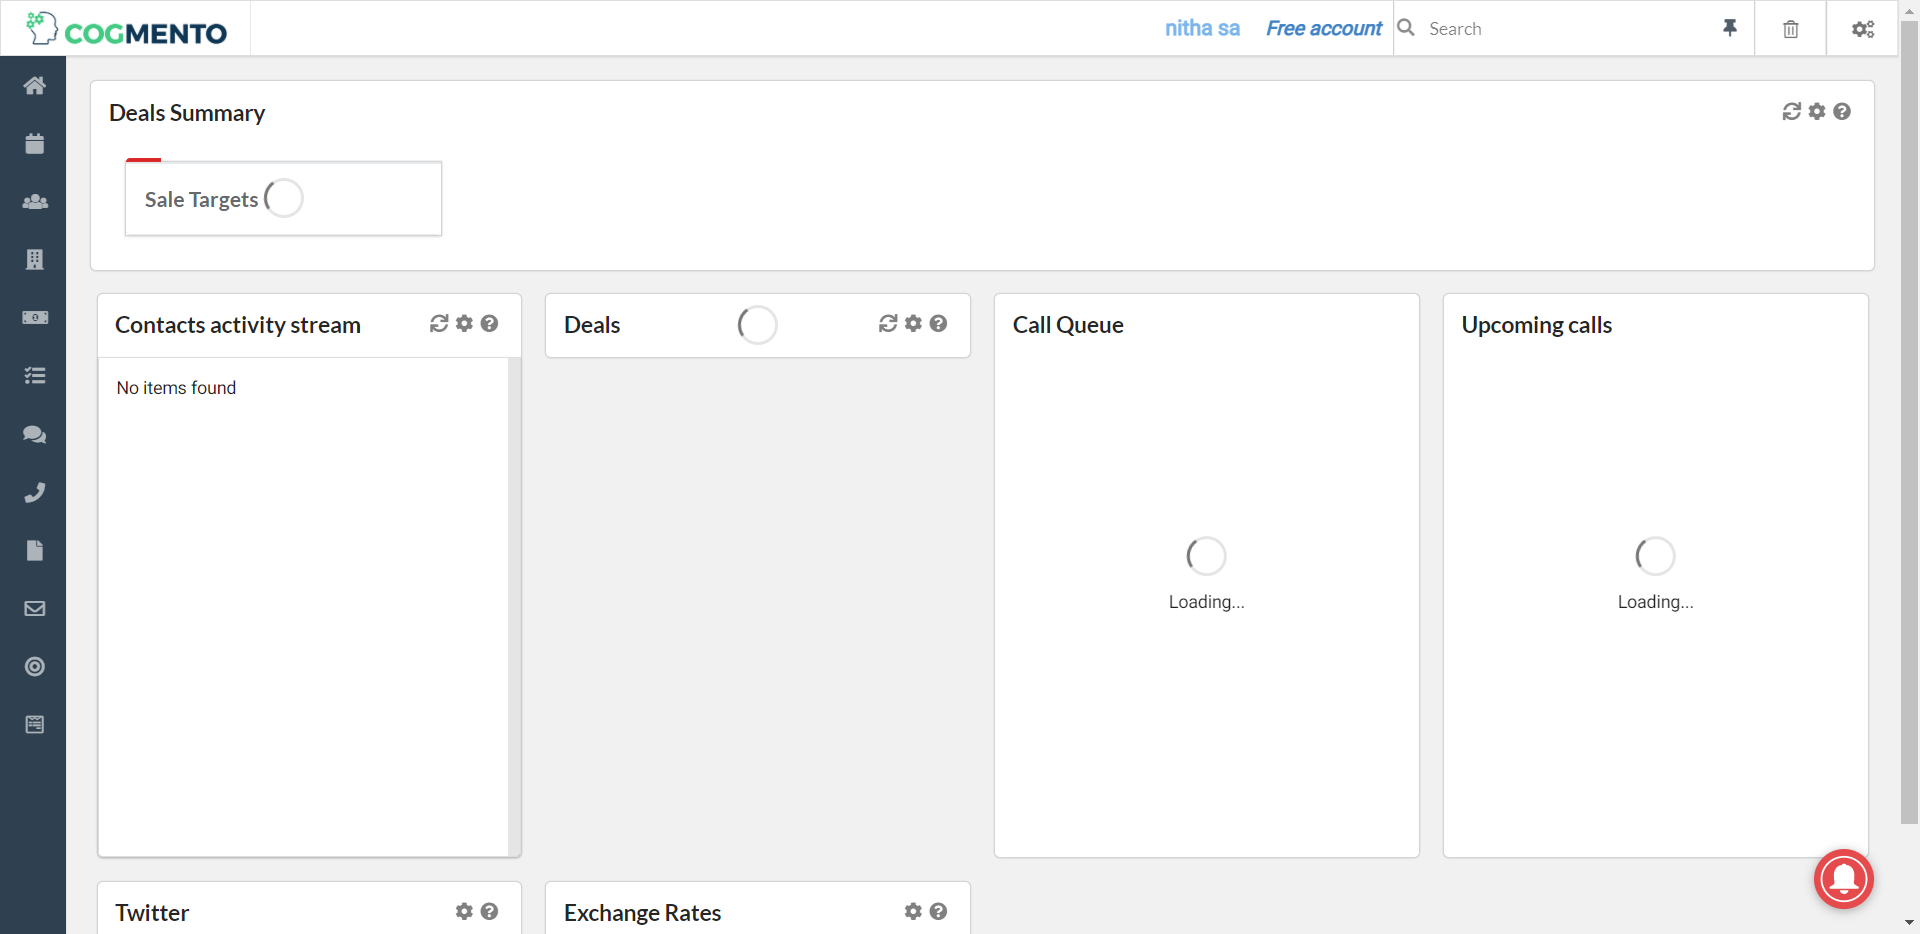 COGMENTO
nitha sa
Free account
Search
Deals Summary
Sale Targets
Contacts activity stream
No items found
Deals
Call Queue
Loading...
Upcoming calls
Loading...
Twitter
Exchange Rates